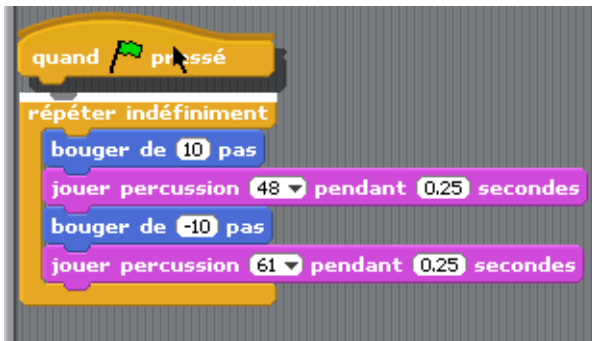 quand pressé
répéter indéfiniment
bouger de 10 pas
jouer percussion 48 pendant 0.25 secondes
bouger de -10 pas
jouer percussion 61 pendant 0.25 secondes